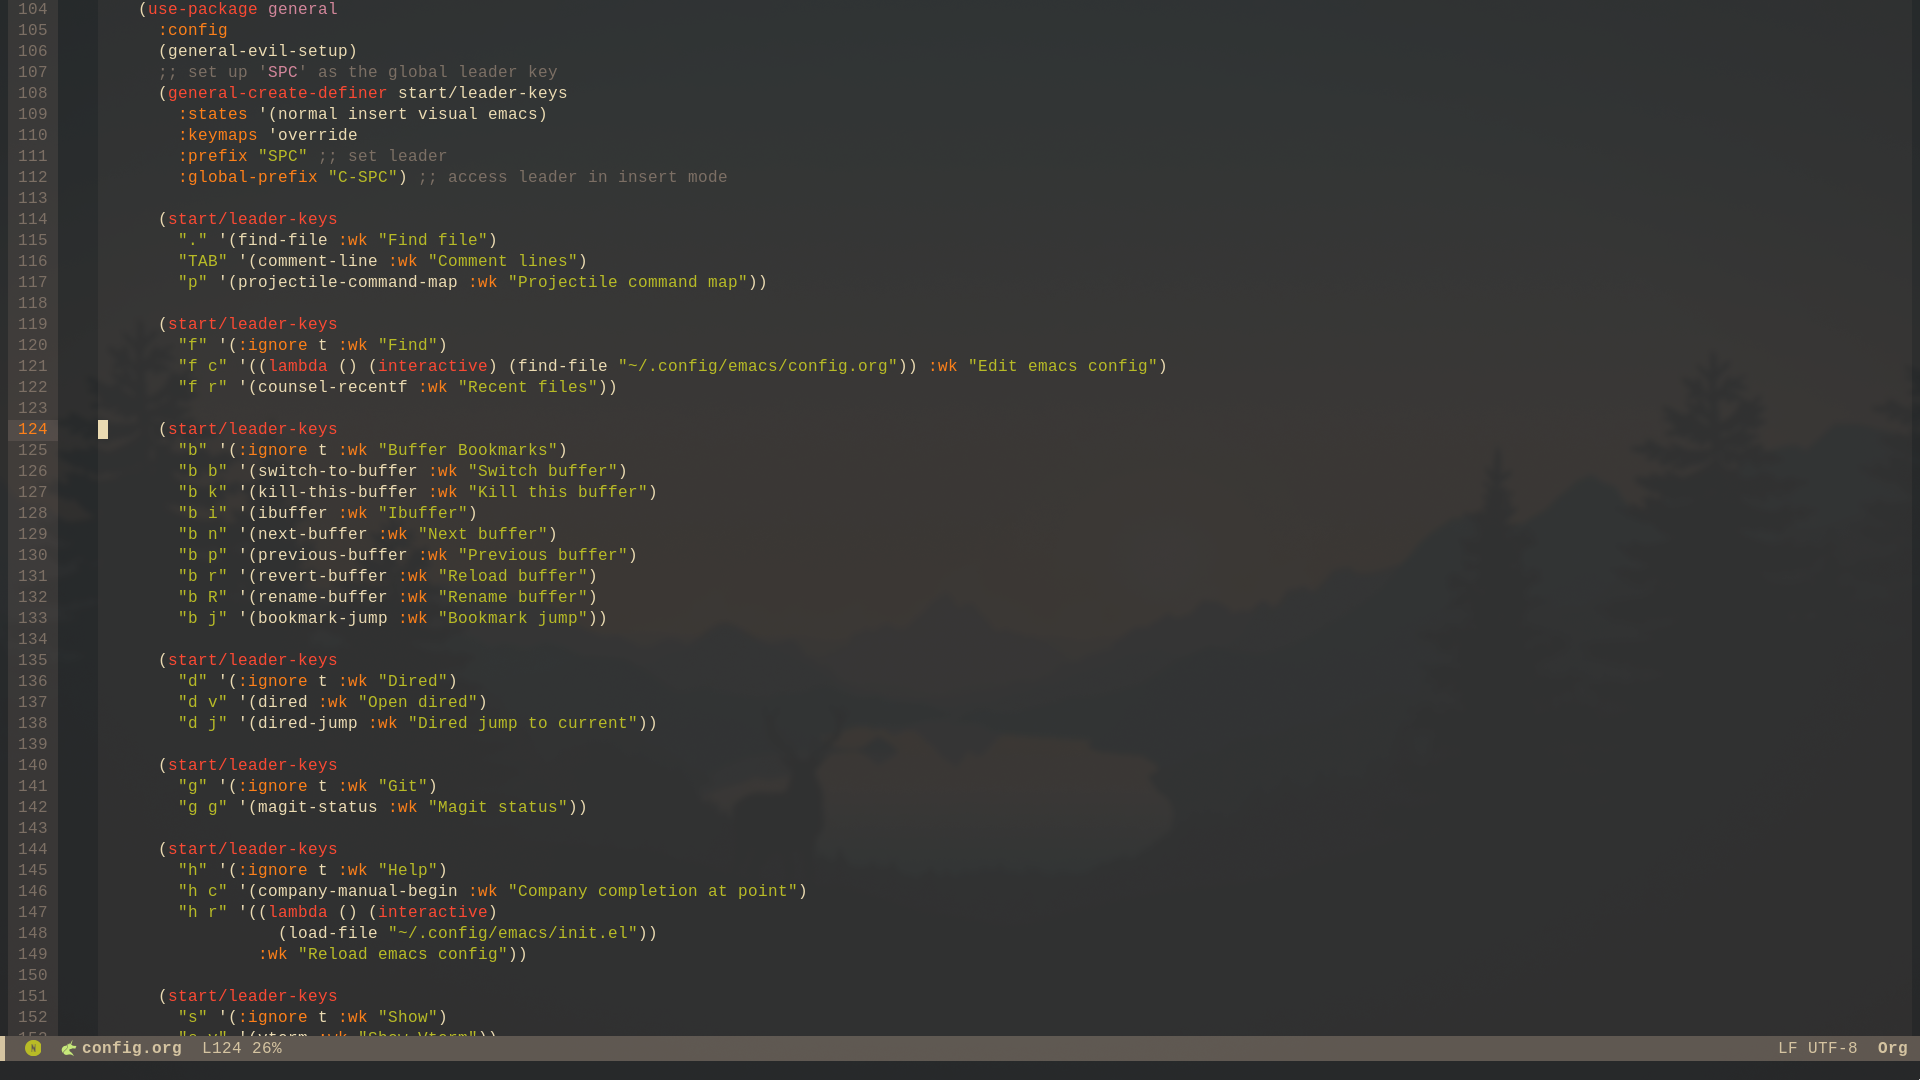 104 (use-package general
105 :config
106 (general-evil-setup)
107 ;; set up 'SPC' as the global leader key
108 (general-create-definer start/leader-keys
109 :states '(normal insert visual emacs)
110 :keymaps 'override
111 :prefix "SPC" ;; set leader
112 :global-prefix "C-SPC") ;; access leader in insert mode
113
114 (start/leader-keys
115 "." '(find-file :wk "Find file")
116 "TAB" '(comment-line :wk "Comment lines")
117 "p" '(projectile-command-map :wk "Projectile command map"))
118
119 (start/leader-keys
120 "f" '(:ignore t :wk "Find")
121 "f c" '((lambda () (interactive) (find-file "~/.config/emacs/config.org")) :wk "Edit emacs config")
122 "f r" '(counsel-recentf :wk "Recent files"))
123
124 (start/leader-keys
125 "b" '(:ignore t :wk "Buffer Bookmarks")
126 "b b" '(switch-to-buffer :wk "Switch buffer")
127 "b k" '(kill-this-buffer :wk "Kill this buffer")
128 "b i" '(ibuffer :wk "Ibuffer")
129 "b n" '(next-buffer :wk "Next buffer")
130 "b p" '(previous-buffer :wk "Previous buffer")
131 "b r" '(revert-buffer :wk "Reload buffer")
132 "b R" '(rename-buffer :wk "Rename buffer")
133 "b j" '(bookmark-jump :wk "Bookmark jump"))
134
135 (start/leader-keys
136 "d" '(:ignore t :wk "Dired")
137 "d v" '(dired :wk "Open dired")
138 "d j" '(dired-jump :wk "Dired jump to current"))
139
140 (start/leader-keys
141 "g" '(:ignore t :wk "Git")
142 "g g" '(magit-status :wk "Magit status"))
143
144 (start/leader-keys
145 "h" '(:ignore t :wk "Help")
146 "h c" '(company-manual-begin :wk "Company completion at point")
147 "h r" '((lambda () (interactive)
148 (load-file "~/.config/emacs/init.el"))
149 :wk "Reload emacs config"))
150
151 (start/leader-keys
152 "s" '(:ignore t :wk "Show")
153 "s v" '(vterm :wk "Show Vterm"))
N config.org L124 26% LF UTF-8 Org